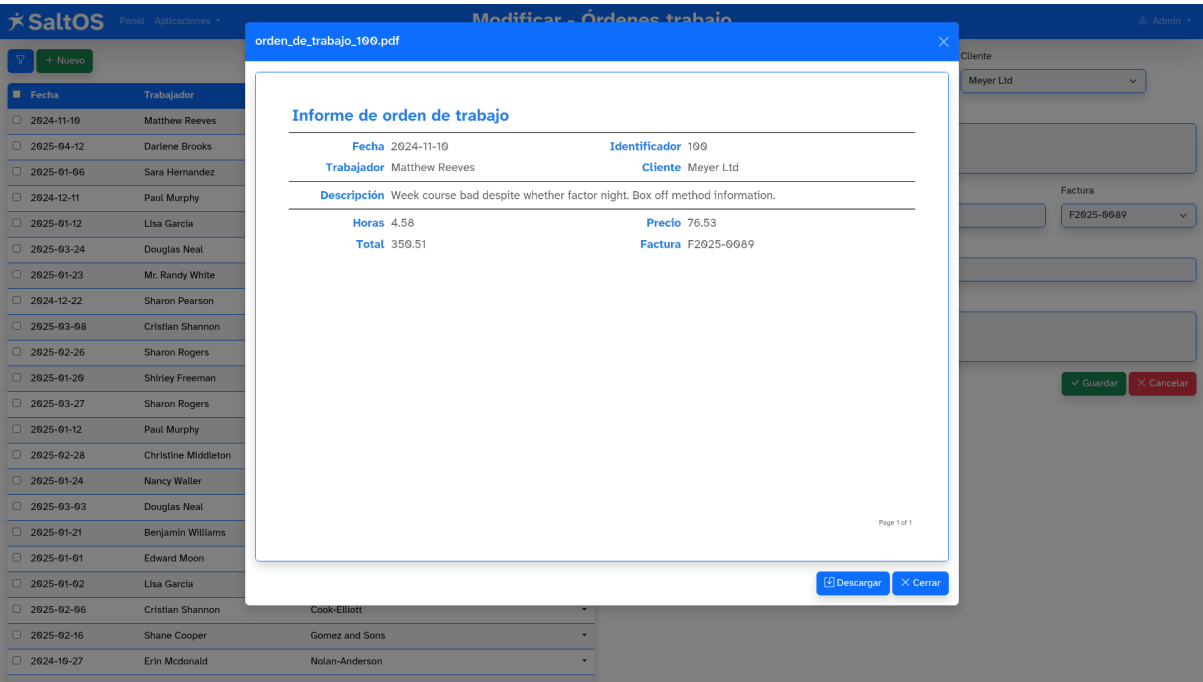 SaltOS Panel Aplicaciones Modificar - Órdenes trabajo Admin
orden_de_trabajo_100.pdf
Nuevo
Cliente
Meyer Ltd
Fecha Trabajador
2024-11-10 Matthew Reeves
2025-04-12 Darlene Brooks
2025-01-06 Sara Hernandez
2024-12-11 Paul Murphy
2025-01-12 Lisa Garcia
2025-03-24 Douglas Neal
2025-01-23 Mr. Randy White
2024-12-22 Sharon Pearson
2025-03-08 Cristian Shannon
2025-02-26 Sharon Rogers
2025-01-20 Shirley Freeman
2025-03-27 Sharon Rogers
2025-01-12 Paul Murphy
2025-02-28 Christine Middleton
2025-01-24 Nancy Waller
2025-03-03 Douglas Neal
2025-01-21 Benjamin Williams
2025-01-01 Edward Moon
2025-01-02 Lisa Garcia
2025-02-06 Cristian Shannon Cook-Elliott
2025-02-16 Shane Cooper Gomez and Sons
2024-10-27 Erin Mcdonald Nolan-Anderson
Informe de orden de trabajo
Fecha 2024-11-10 Identificador 100
Trabajador Matthew Reeves Cliente Meyer Ltd
Descripción Week course bad despite whether factor night. Box off method information.
Horas 4.58 Precio 76.53
Total 350.51 Factura F2025-0089
Page 1 of 1
Descargar Cerrar
Factura
F2025-0089
Guardar Cancelar